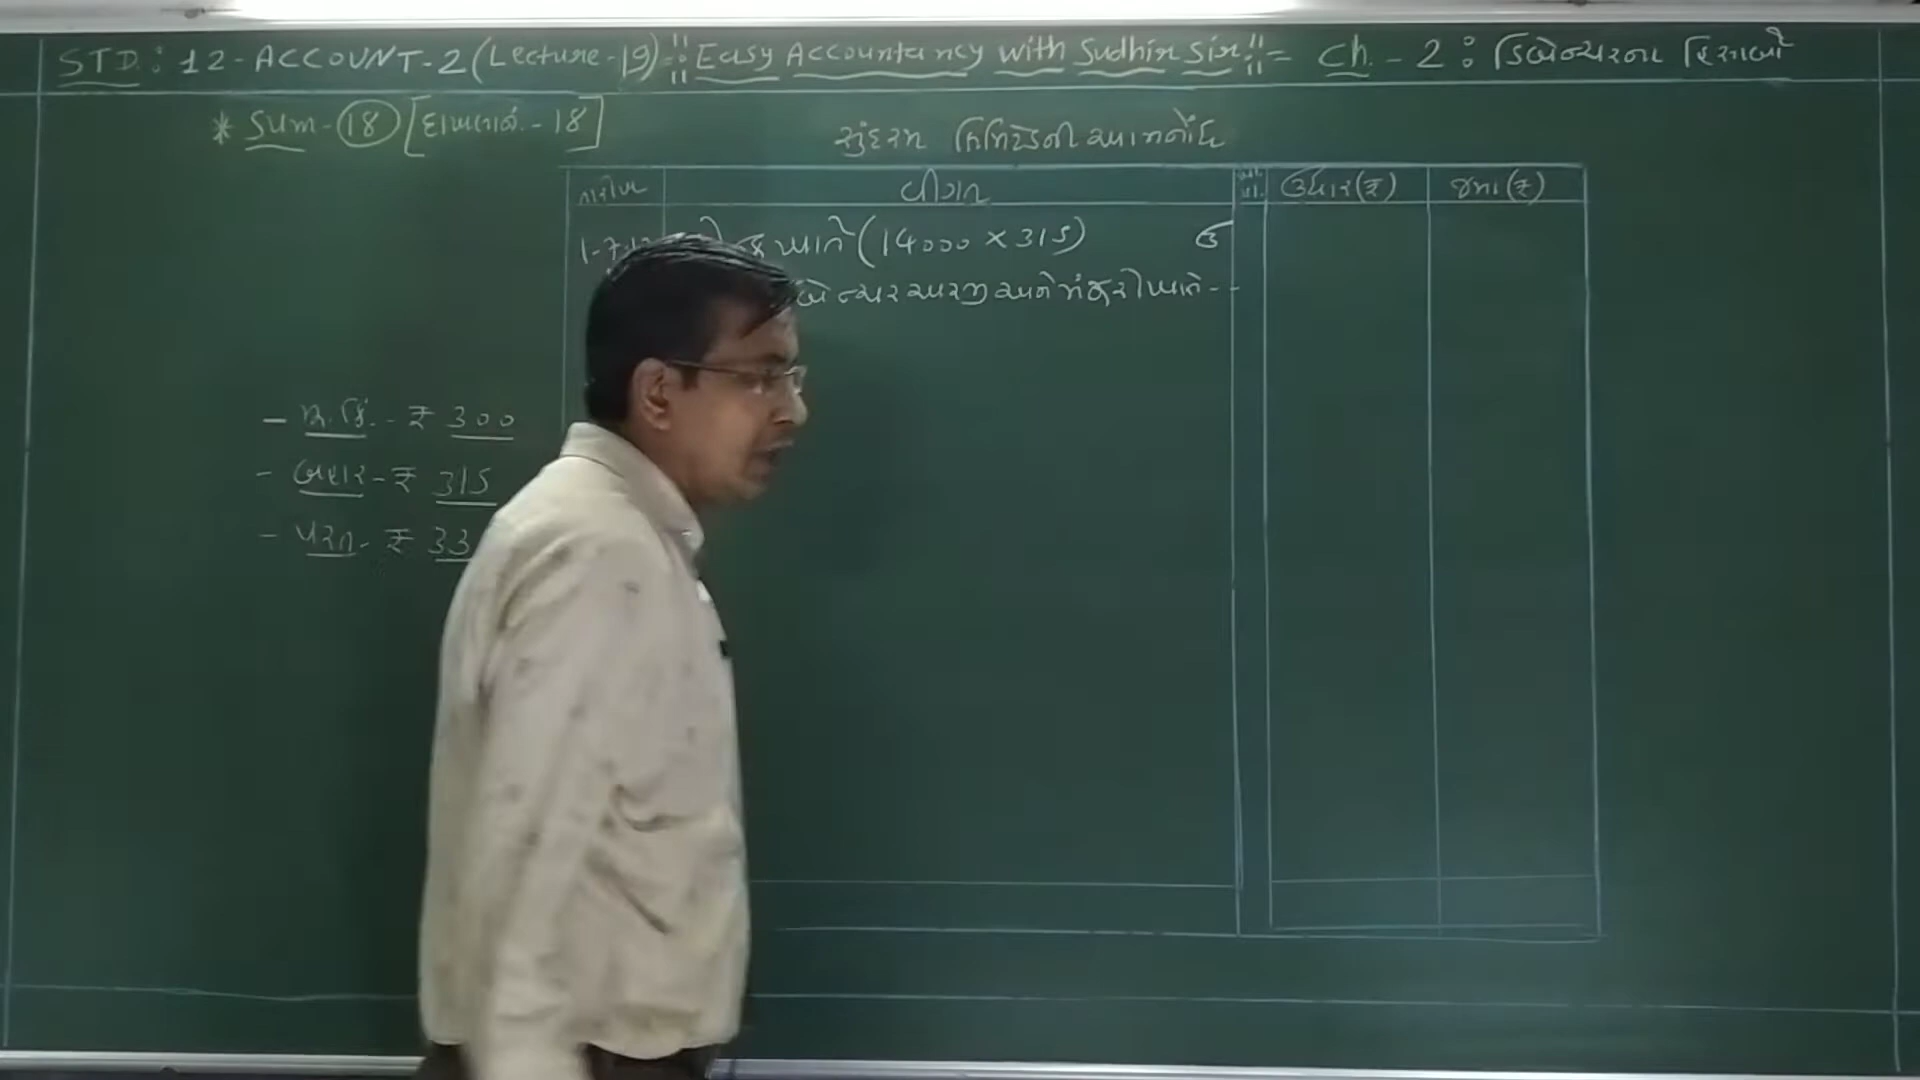 STD : 12 - ACCOUNT - 2 (Lecture - 19) = "Easy Accountancy with Sudhir Sir" = Ch. - 2 : ડિબેન્ચરના હિસાબો
* Sum - 18 [દાખલાનં. - 18]
સુંદરમ લિમિટેડની આમનોંધ
તારીખ વીગત ઉધાર (₹) જમા (₹)
ખાતે (14000 × 315) ઉ
ડિબેન્ચર અરજી અને મંજૂરી ખાતે - -
- મૂ. કિં. - ₹ 300
- બહાર - ₹ 315
- પરત - ₹ 33